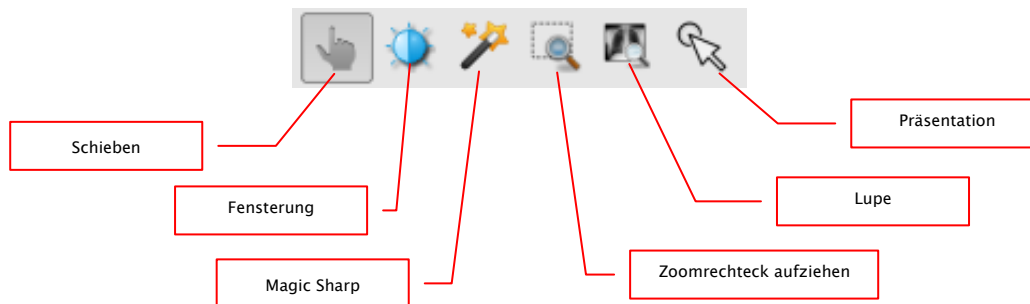 Präsentation
Schieben
Lupe
Fensterung
Zoomrechteck aufziehen
Magic Sharp